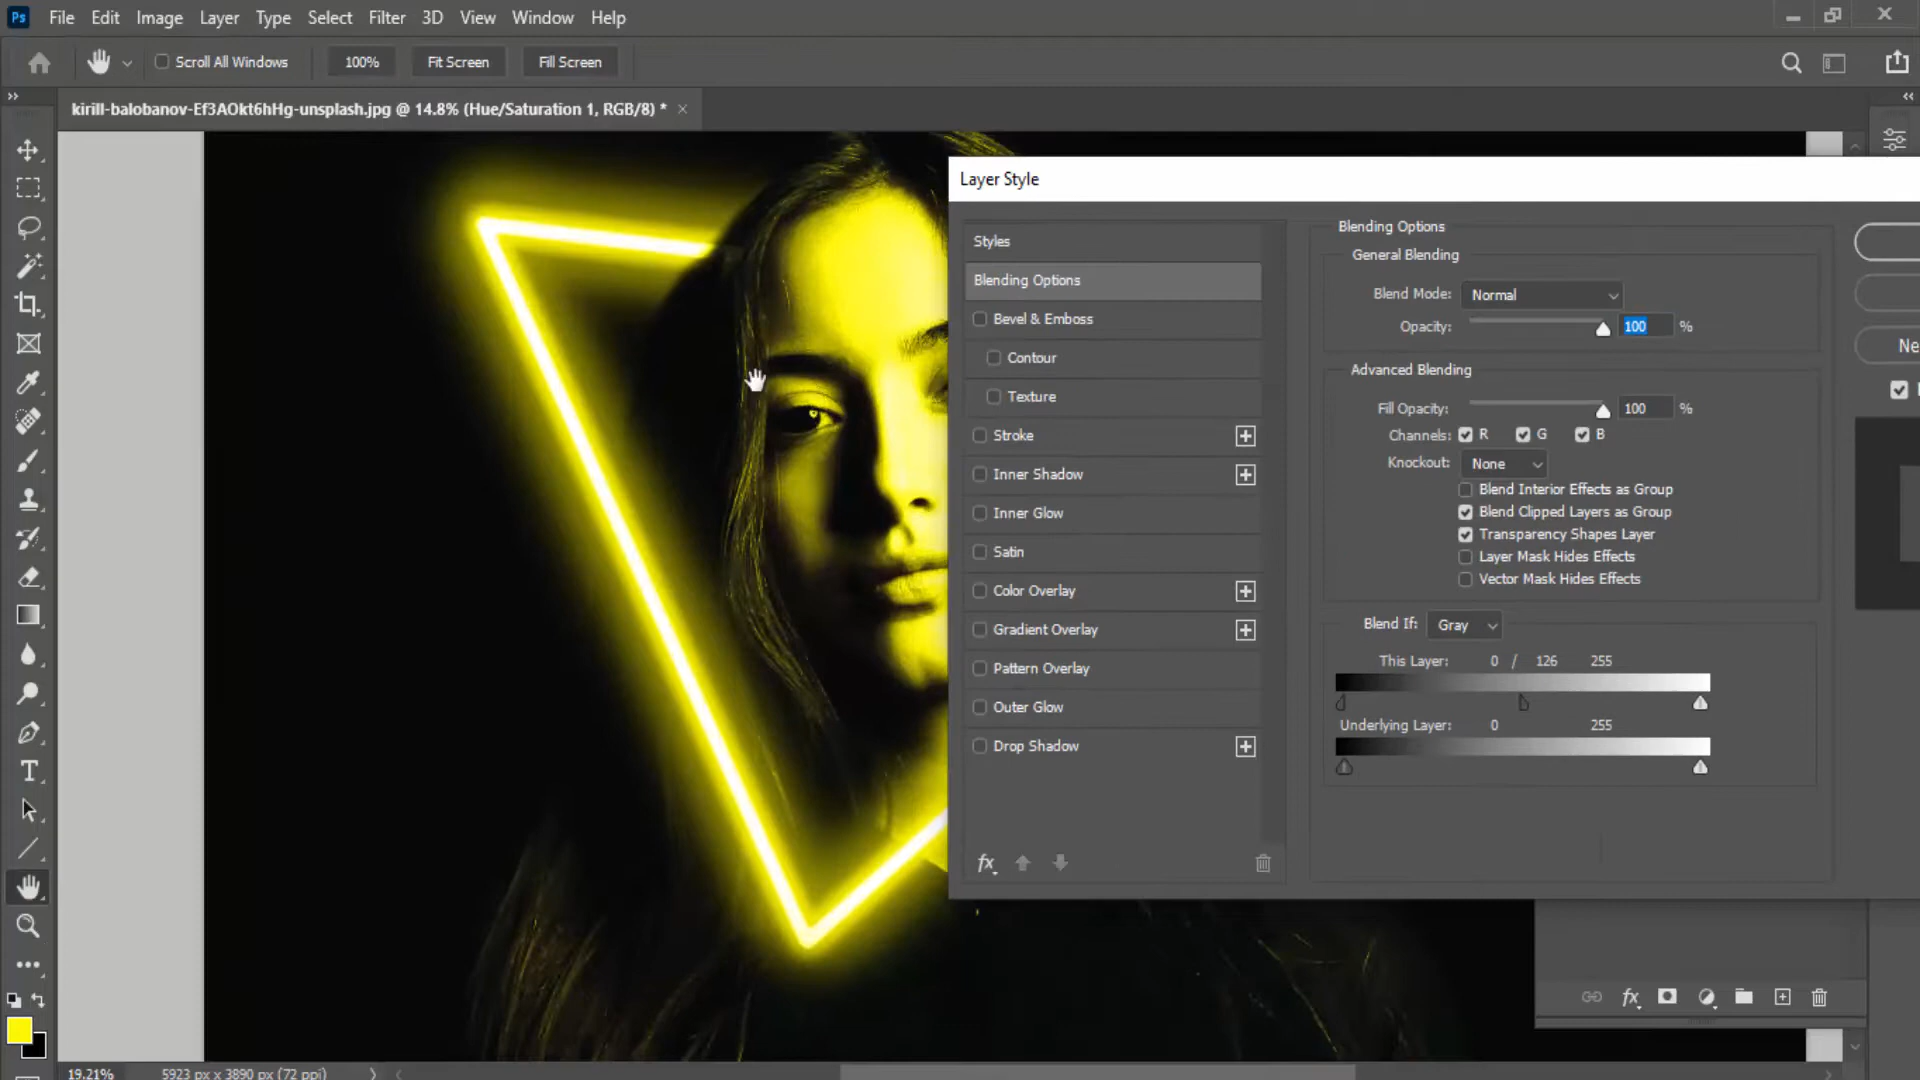 Ps File Edit Image Layer Type Select Filter 3D View Window Help
Scroll All Windows 100% Fit Screen Fill Screen
kirill-balobanov-Ef3AOkt6hHg-unsplash.jpg @ 14.8% (Hue/Saturation 1, RGB/8) *
Layer Style
Styles
Blending Options
Bevel & Emboss
Contour
Texture
Stroke
Inner Shadow
Inner Glow
Satin
Color Overlay
Gradient Overlay
Pattern Overlay
Outer Glow
Drop Shadow
fx
Blending Options
General Blending
Blend Mode: Normal
Opacity: 100 %
Advanced Blending
Fill Opacity: 100 %
Channels: R G B
Knockout: None
Blend Interior Effects as Group
Blend Clipped Layers as Group
Transparency Shapes Layer
Layer Mask Hides Effects
Vector Mask Hides Effects
Blend If: Gray
This Layer: 0 / 126 255
Underlying Layer: 0 255
Ne
fx
19.21% 5923 px x 3890 px (72 ppi)